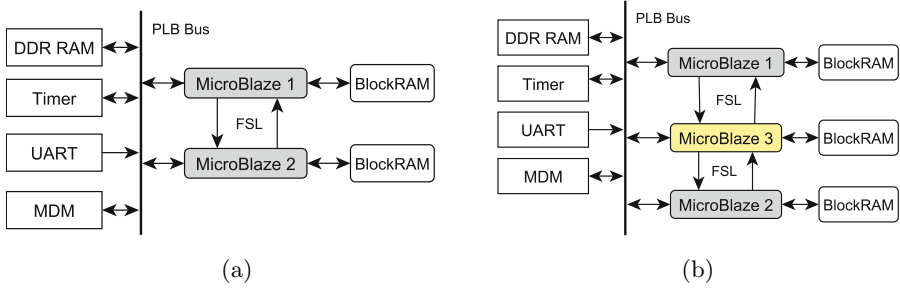 PLB Bus
DDR RAM
Timer
UART
MDM
MicroBlaze 1
BlockRAM
FSL
MicroBlaze 2
BlockRAM
(a)
PLB Bus
DDR RAM
Timer
UART
MDM
MicroBlaze 1
BlockRAM
FSL
MicroBlaze 3
BlockRAM
FSL
MicroBlaze 2
BlockRAM
(b)